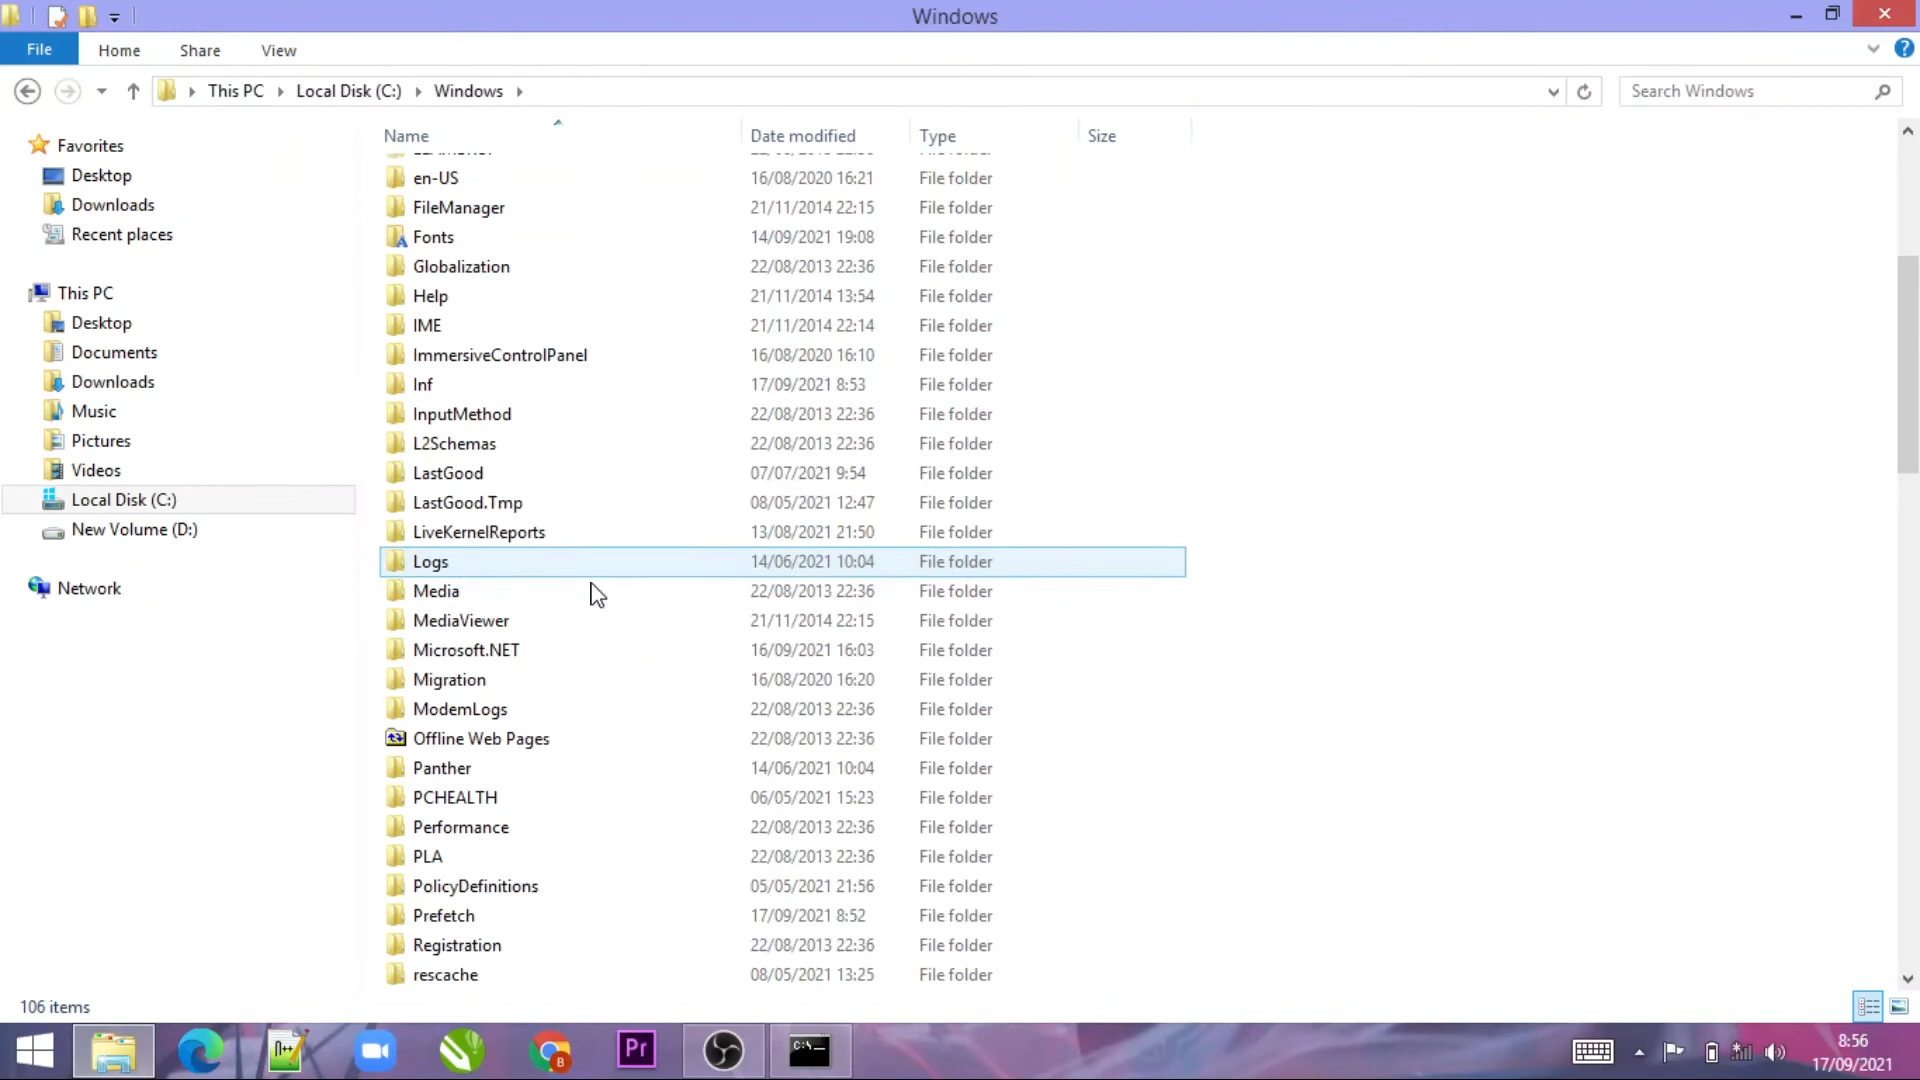 Windows
File Home Share View
This PC Local Disk (C:) Windows
Search Windows
Name Date modified Type Size
Favorites
Desktop
Downloads
Recent places
This PC
Desktop
Documents
Downloads
Music
Pictures
Videos
Local Disk (C:)
New Volume (D:)
Network
en-US 16/08/2020 16:21 File folder
FileManager 21/11/2014 22:15 File folder
Fonts 14/09/2021 19:08 File folder
Globalization 22/08/2013 22:36 File folder
Help 21/11/2014 13:54 File folder
IME 21/11/2014 22:14 File folder
ImmersiveControlPanel 16/08/2020 16:10 File folder
Inf 17/09/2021 8:53 File folder
InputMethod 22/08/2013 22:36 File folder
L2Schemas 22/08/2013 22:36 File folder
LastGood 07/07/2021 9:54 File folder
LastGood.Tmp 08/05/2021 12:47 File folder
LiveKernelReports 13/08/2021 21:50 File folder
Logs 14/06/2021 10:04 File folder
Media 22/08/2013 22:36 File folder
MediaViewer 21/11/2014 22:15 File folder
Microsoft.NET 16/09/2021 16:03 File folder
Migration 16/08/2020 16:20 File folder
ModemLogs 22/08/2013 22:36 File folder
Offline Web Pages 22/08/2013 22:36 File folder
Panther 14/06/2021 10:04 File folder
PCHEALTH 06/05/2021 15:23 File folder
Performance 22/08/2013 22:36 File folder
PLA 22/08/2013 22:36 File folder
PolicyDefinitions 05/05/2021 21:56 File folder
Prefetch 17/09/2021 8:52 File folder
Registration 22/08/2013 22:36 File folder
rescache 08/05/2021 13:25 File folder
106 items
Pr
8:56
17/09/2021